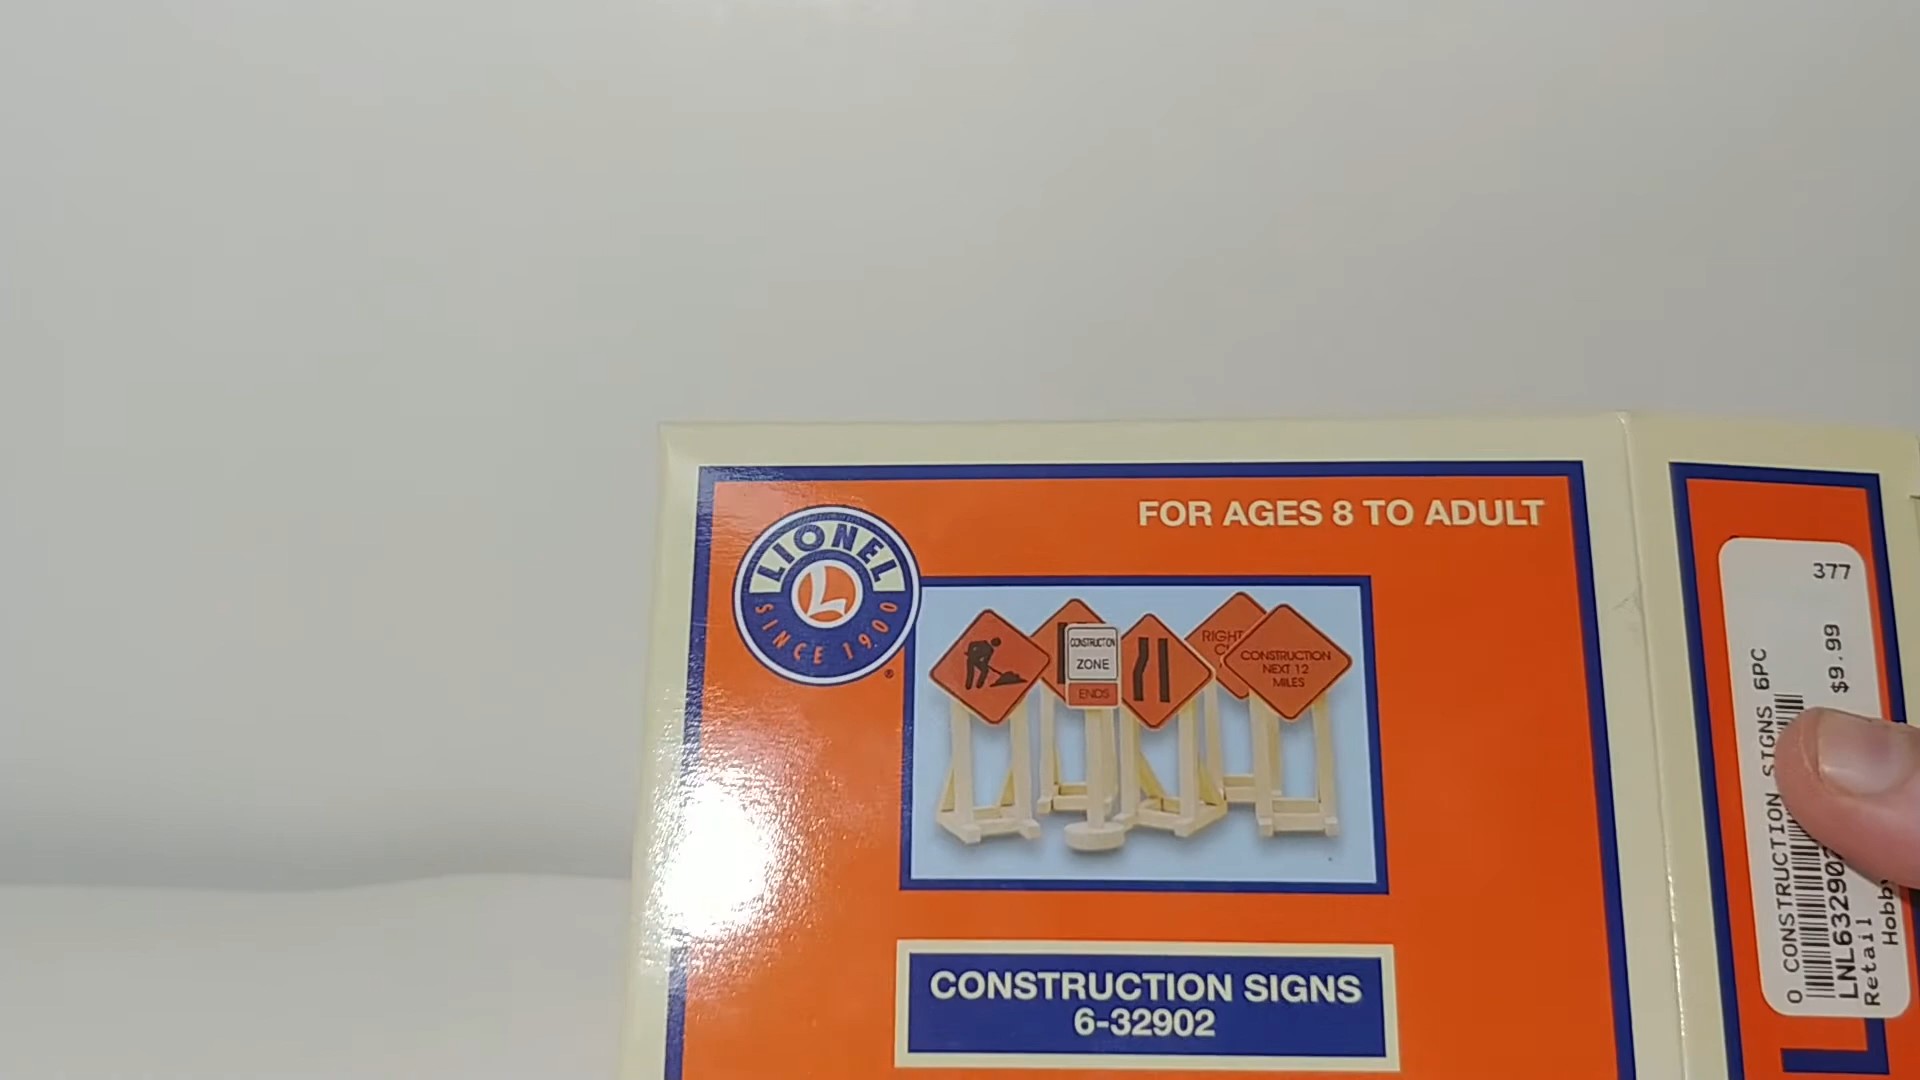 FOR AGES 8 TO ADULT
LIONEL
L
SINCE 1900
®
CONSTRUCTION
ZONE
ENDS
RIGHT
CONSTRUCTION
NEXT 12
MILES
CONSTRUCTION SIGNS
6-32902
377
$9.99
O CONSTRUCTION SIGNS 6PC
Retail